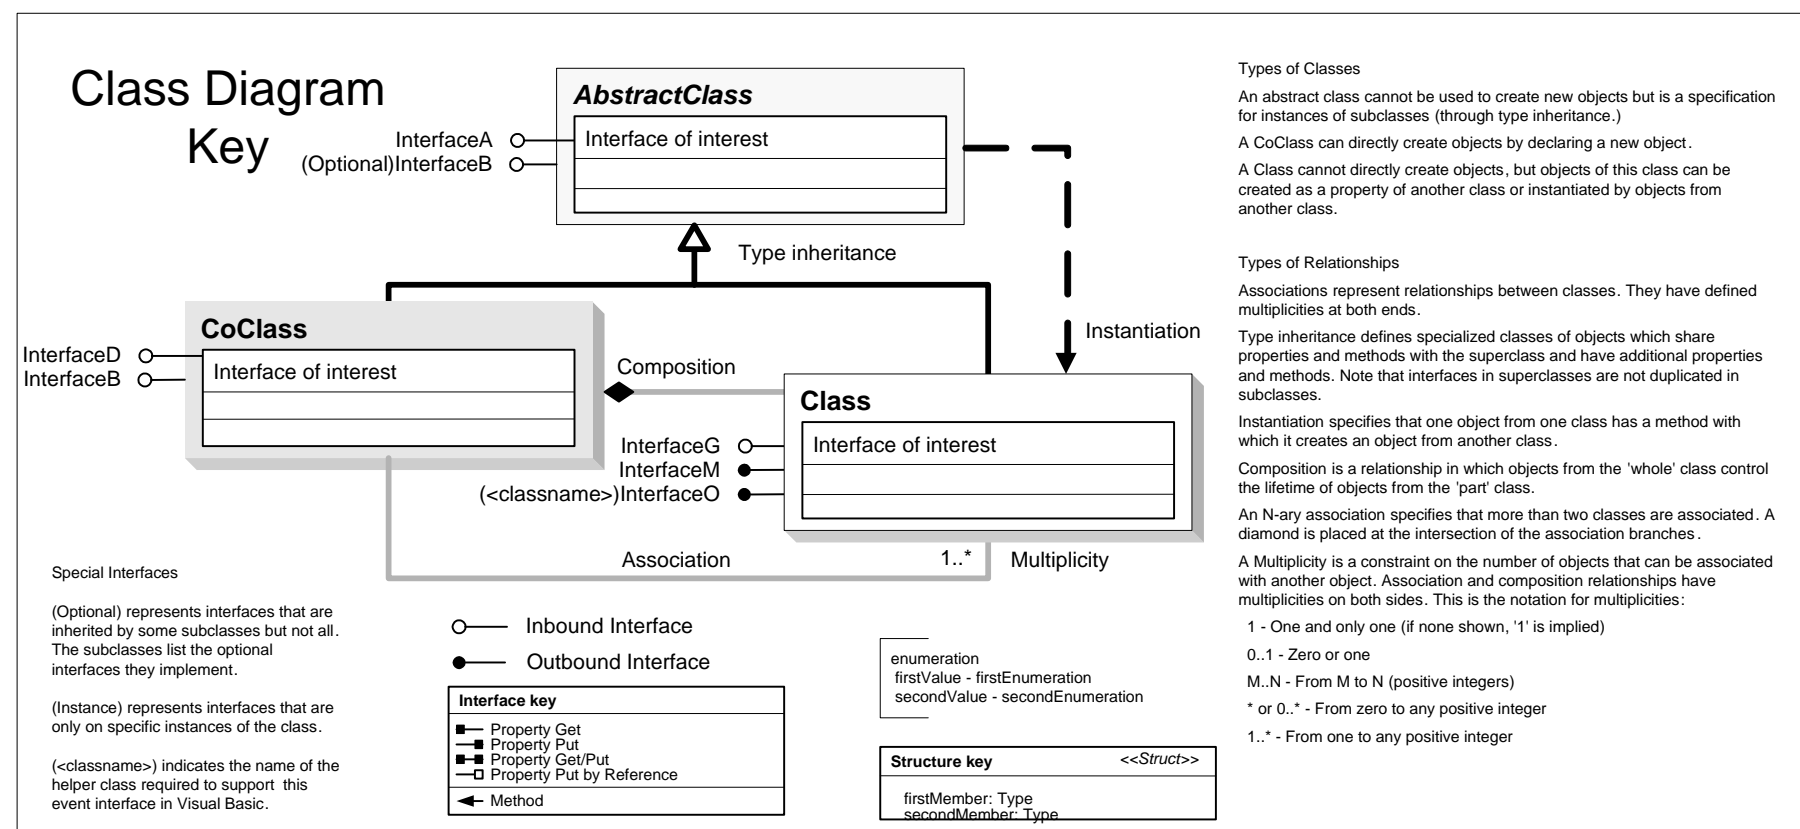 Class Diagram
Key
AbstractClass
Interface of interest
InterfaceA
(Optional)InterfaceB
Type inheritance
CoClass
Interface of interest
InterfaceD
InterfaceB
Composition
Instantiation
Class
Interface of interest
InterfaceG
InterfaceM
(<classname>)InterfaceO
Association
1..*
Multiplicity
Special Interfaces
(Optional) represents interfaces that are
inherited by some subclasses but not all.
The subclasses list the optional
interfaces they implement.
(Instance) represents interfaces that are
only on specific instances of the class.
(<classname>) indicates the name of the
helper class required to support this
event interface in Visual Basic.
Inbound Interface
Outbound Interface
Interface key
Property Get
Property Put
Property Get/Put
Property Put by Reference
Method
enumeration
firstValue - firstEnumeration
secondValue - secondEnumeration
Structure key <<Struct>>
firstMember: Type
secondMember: Type
Types of Classes
An abstract class cannot be used to create new objects but is a specification
for instances of subclasses (through type inheritance.)
A CoClass can directly create objects by declaring a new object.
A Class cannot directly create objects, but objects of this class can be
created as a property of another class or instantiated by objects from
another class.
Types of Relationships
Associations represent relationships between classes. They have defined
multiplicities at both ends.
Type inheritance defines specialized classes of objects which share
properties and methods with the superclass and have additional properties
and methods. Note that interfaces in superclasses are not duplicated in
subclasses.
Instantiation specifies that one object from one class has a method with
which it creates an object from another class.
Composition is a relationship in which objects from the 'whole' class control
the lifetime of objects from the 'part' class.
An N-ary association specifies that more than two classes are associated. A
diamond is placed at the intersection of the association branches.
A Multiplicity is a constraint on the number of objects that can be associated
with another object. Association and composition relationships have
multiplicities on both sides. This is the notation for multiplicities:
1 - One and only one (if none shown, '1' is implied)
0..1 - Zero or one
M..N - From M to N (positive integers)
* or 0..* - From zero to any positive integer
1..* - From one to any positive integer